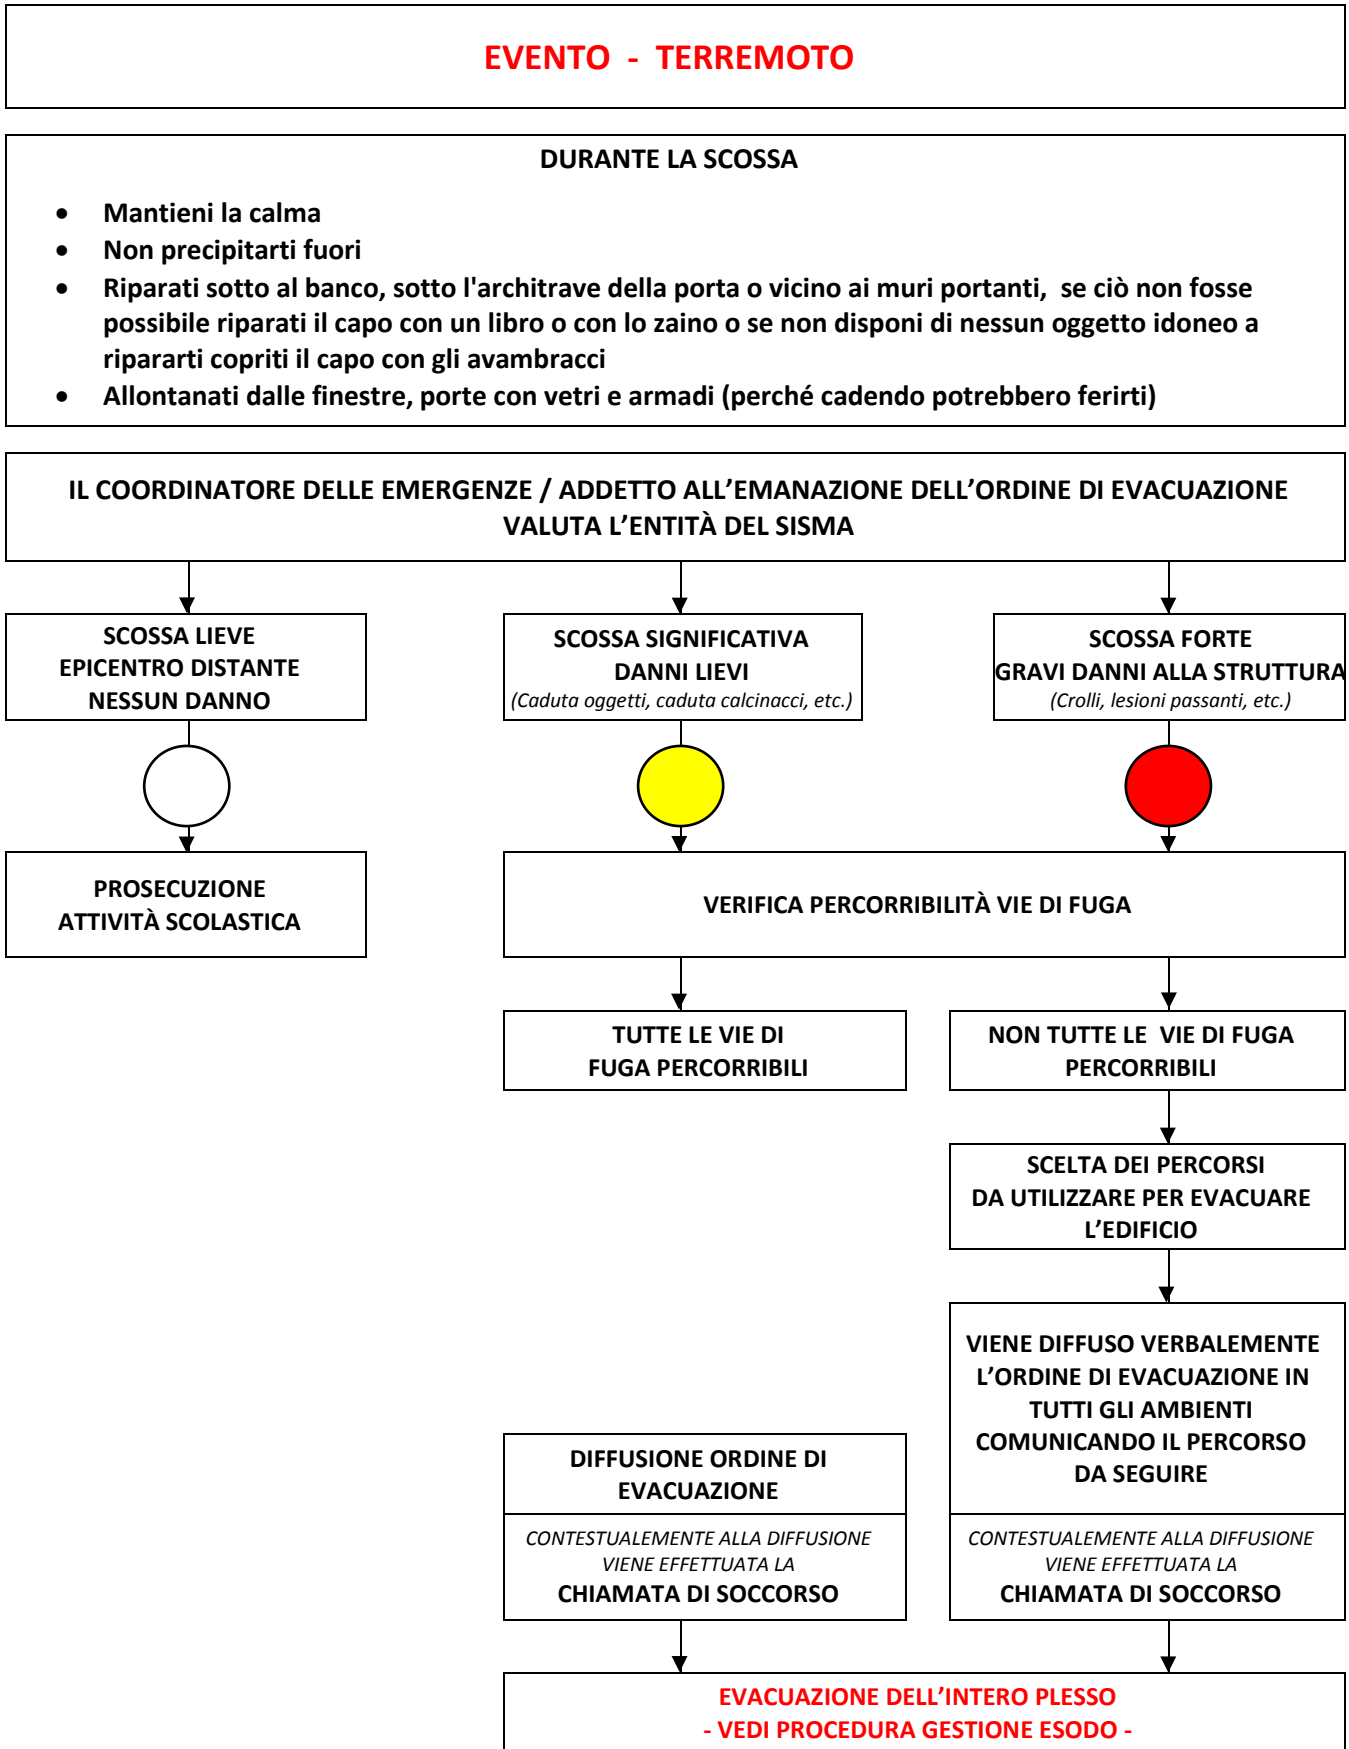 EVENTO - TERREMOTO
DURANTE LA SCOSSA
• Mantieni la calma
• Non precipitarti fuori
• Riparati sotto al banco, sotto l'architrave della porta o vicino ai muri portanti, se ciò non fosse
possibile riparati il capo con un libro o con lo zaino o se non disponi di nessun oggetto idoneo a
ripararti copriti il capo con gli avambracci
• Allontanati dalle finestre, porte con vetri e armadi (perché cadendo potrebbero ferirti)
IL COORDINATORE DELLE EMERGENZE / ADDETTO ALL’EMANAZIONE DELL’ORDINE DI EVACUAZIONE
VALUTA L’ENTITÀ DEL SISMA
SCOSSA LIEVE
EPICENTRO DISTANTE
NESSUN DANNO
SCOSSA SIGNIFICATIVA
DANNI LIEVI
(Caduta oggetti, caduta calcinacci, etc.)
SCOSSA FORTE
GRAVI DANNI ALLA STRUTTURA
(Crolli, lesioni passanti, etc.)
PROSECUZIONE
ATTIVITÀ SCOLASTICA
VERIFICA PERCORRIBILITÀ VIE DI FUGA
TUTTE LE VIE DI
FUGA PERCORRIBILI
NON TUTTE LE VIE DI FUGA
PERCORRIBILI
SCELTA DEI PERCORSI
DA UTILIZZARE PER EVACUARE
L’EDIFICIO
VIENE DIFFUSO VERBALEMENTE
L’ORDINE DI EVACUAZIONE IN
TUTTI GLI AMBIENTI
COMUNICANDO IL PERCORSO
DA SEGUIRE
DIFFUSIONE ORDINE DI
EVACUAZIONE
CONTESTUALEMENTE ALLA DIFFUSIONE
VIENE EFFETTUATA LA
CHIAMATA DI SOCCORSO
CONTESTUALEMENTE ALLA DIFFUSIONE
VIENE EFFETTUATA LA
CHIAMATA DI SOCCORSO
EVACUAZIONE DELL’INTERO PLESSO
- VEDI PROCEDURA GESTIONE ESODO -